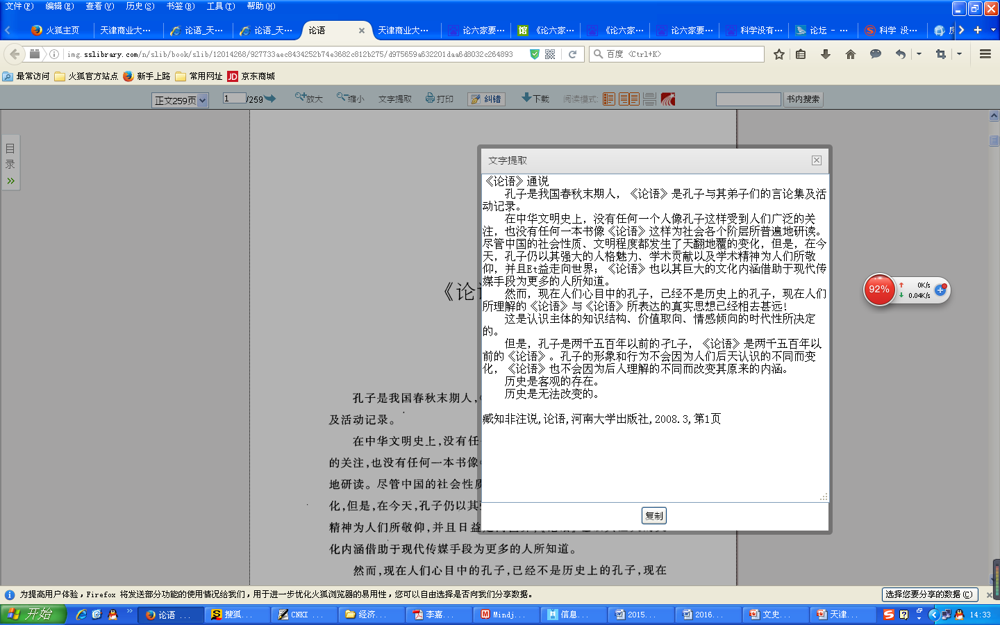 文件(F) 编辑(E) 查看(V) 历史(S) 书签(B) 工具(T) 帮助(H)
火狐主页 天津商业大… 论语_天… 论语_天… 论语 天津商业大… 论六家要… 《论六家… 《论六家… 论六家要… 科学没有… 论坛 - … 科学 没…
img.sslibrary.com/n/slib/book/slib/12014268/927733aec8434252b74e3682c812b275/d975659a632201daa6d8032c264893 百度 <Ctrl+K>
最常访问 火狐官方站点 新手上路 常用网址 JD 京东商城
正文259页 1 /259 放大 缩小 文字提取 打印 纠错 下载 阅读模式: 书内搜索
目
录
文字提取
《论语》通说
孔子是我国春秋末期人，《论语》是孔子与其弟子们的言论集及活
动记录。
在中华文明史上，没有任何一个人像孔子这样受到人们广泛的关
注，也没有任何一本书像《论语》这样为社会各个阶层所普遍地研读。
尽管中国的社会性质、文明程度都发生了天翻地覆的变化，但是，在今
天，孔子仍以其强大的人格魅力、学术贡献以及学术精神为人们所敬
仰，并且Et益走向世界；《论语》也以其巨大的文化内涵借助于现代传
媒手段为更多的人所知道。
然而，现在人们心目中的孔子，已经不是历史上的孔子，现在人们
所理解的《论语》与《论语》所表达的真实思想已经相去甚远！
这是认识主体的知识结构、价值取向、情感倾向的时代性所决定
的。
但是，孔子是两千五百年以前的孑L子，《论语》是两千五百年以
前的《论语》。孔子的形象和行为不会因为人们后天认识的不同而变
化，《论语》也不会因为后人理解的不同而改变其原来的内涵。
历史是客观的存在。
历史是无法改变的。
臧知非注说,论语,河南大学出版社,2008.3,第1页
复制
92% 0K/s
0.04K/s
《论
孔子是我国春秋末期人,
及活动记录。
在中华文明史上,没有任
的关注,也没有任何一本书像
地研读。尽管中国的社会性质
化,但是,在今天,孔子仍以其
精神为人们所敬仰,并且日益
化内涵借助于现代传媒手段为更多的人所知道。
然而,现在人们心目中的孔子,已经不是历史上的孔子,现在
为提高用户体验，Firefox 将发送部分功能的使用情况给我们，用于进一步优化火狐浏览器的易用性，您可以自由选择是否向我们分享数据。 选择您要分享的数据(C)
开始 论语 … 搜狐… CNKI … 经济… 李嘉… Mindj… 信息… 2015… 2016… 文史… 天津… 14:33